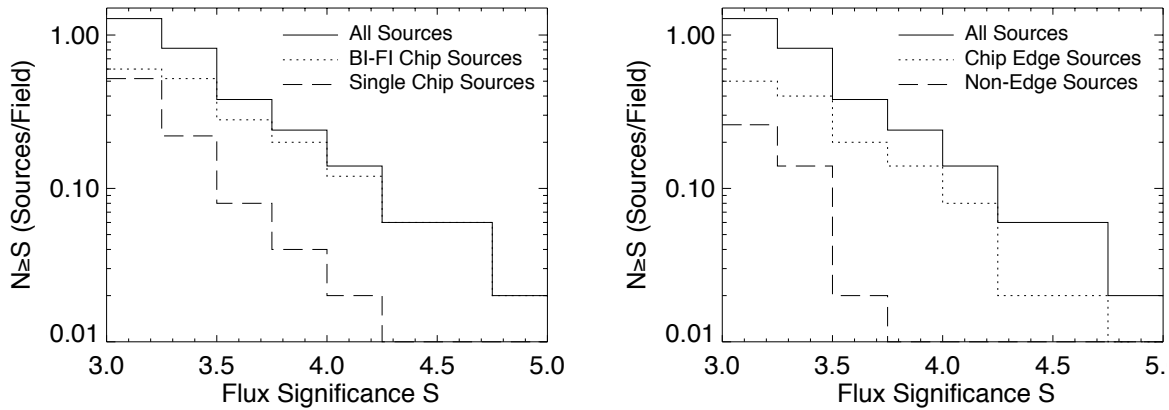 1.00
0.10
0.01
N≥S (Sources/Field)
All Sources
BI-FI Chip Sources
Single Chip Sources
3.0 3.5 4.0 4.5 5.0
Flux Significance S
1.00
0.10
0.01
N≥S (Sources/Field)
All Sources
Chip Edge Sources
Non-Edge Sources
3.0 3.5 4.0 4.5 5.
Flux Significance S